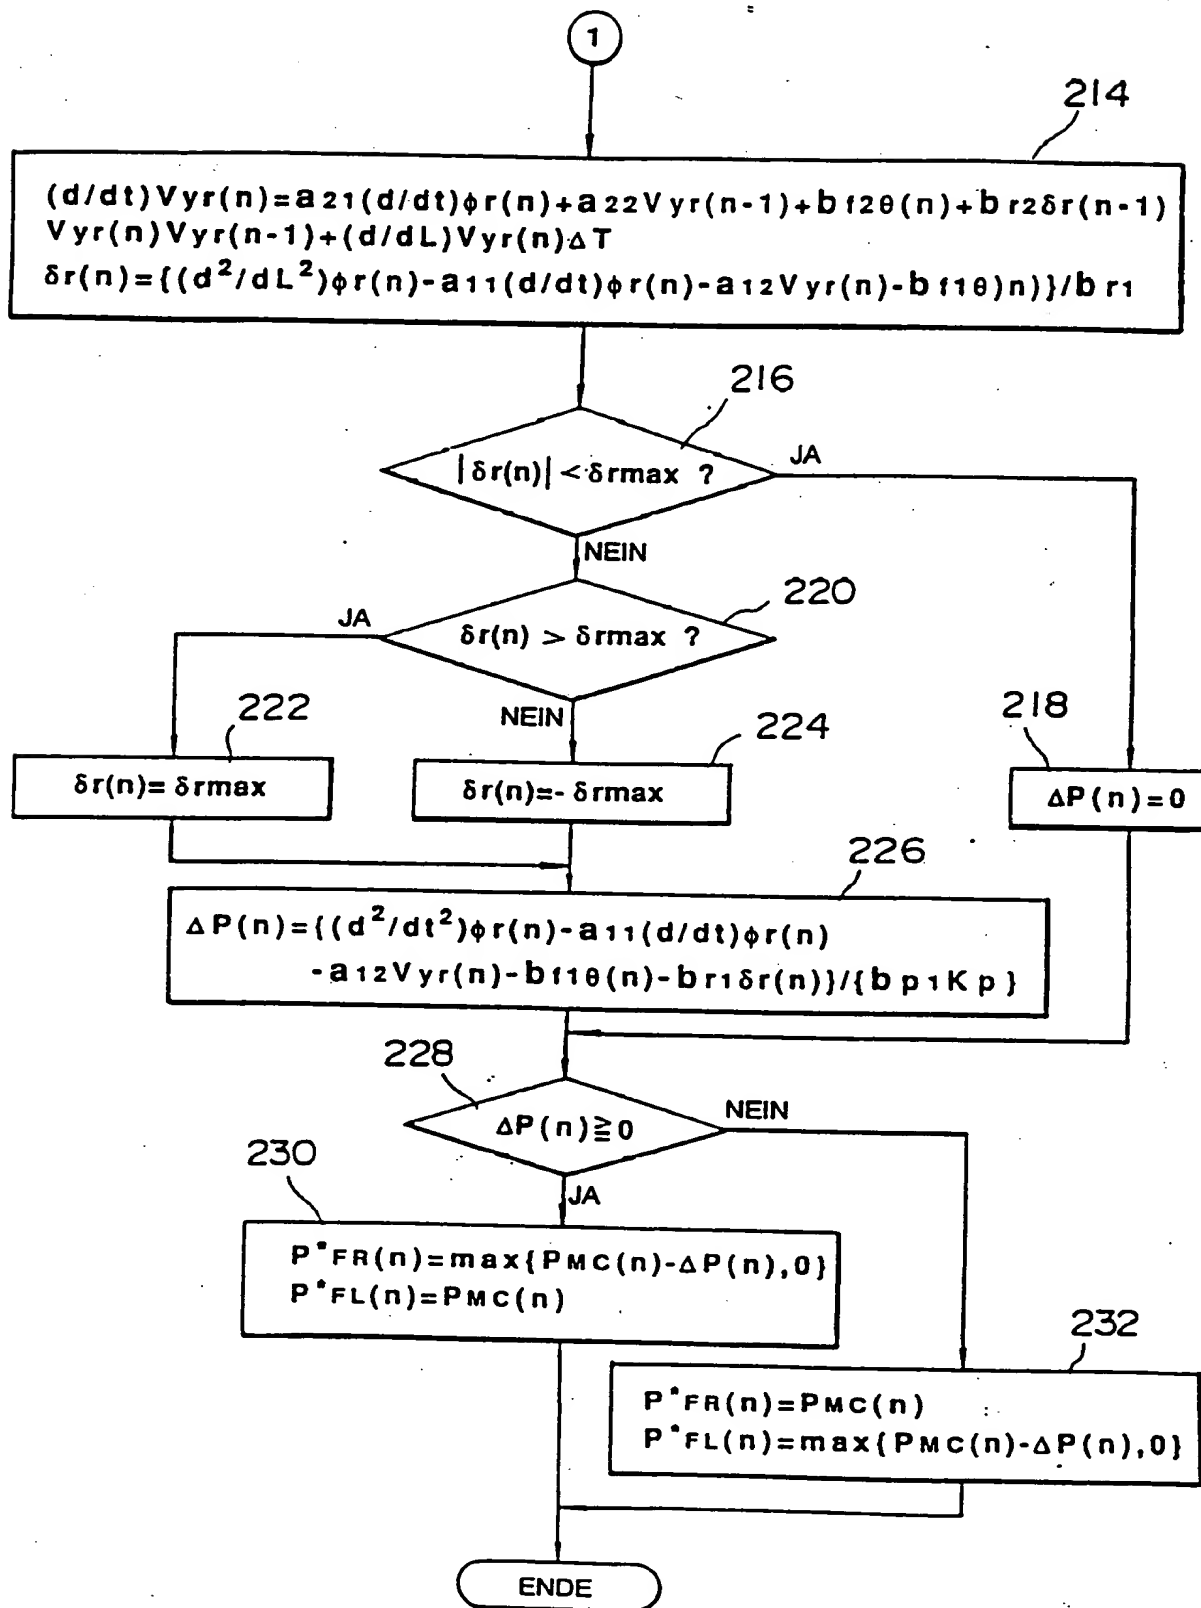 1
214
(d/dt)Vyr(n)=a21(d/dt)φr(n)+a22Vyr(n-1)+bf2θ(n)+br2δr(n-1)
Vyr(n)Vyr(n-1)+(d/dL)Vyr(n)ΔT
δr(n)={(d²/dL²)φr(n)-a11(d/dt)φr(n)-a12Vyr(n)-bf1θ)n)}/br1
216
|δr(n)| < δrmax ?
JA
NEIN
220
JA
δr(n) > δrmax ?
222
NEIN
224
218
δr(n)= δrmax
δr(n)=- δrmax
ΔP(n)=0
226
ΔP(n)={(d²/dt²)φr(n)-a11(d/dt)φr(n)
-a12Vyr(n)-bf1θ(n)-br1δr(n)}/{bp1Kp}
228
ΔP(n)≧0
NEIN
230
JA
P*FR(n)=max{PMC(n)-ΔP(n),0}
P*FL(n)=PMC(n)
232
P*FR(n)=PMC(n)
P*FL(n)=max{PMC(n)-ΔP(n),0}
ENDE